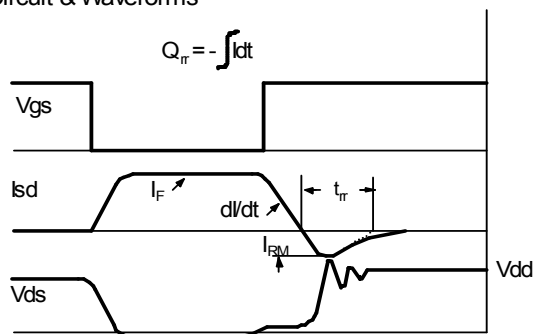 Circuit & Waveforms
Qrr = - ∫Idt
Vgs
Isd
IF
dI/dt
trr
IRM
Vds
Vdd